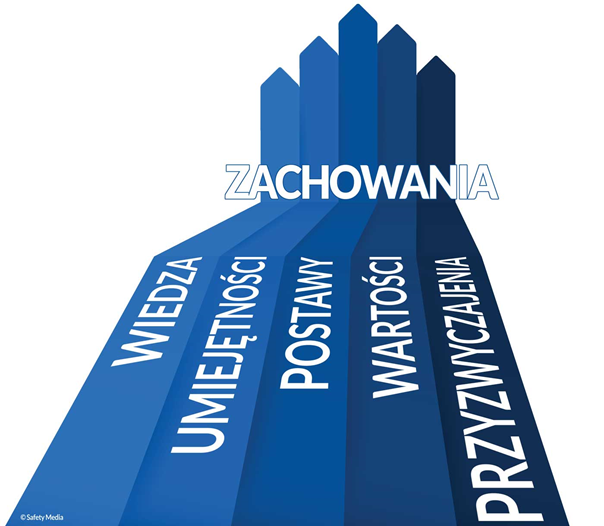 ZACHOWANIA
WIEDZA
UMIEJĘTNOŚCI
POSTAWY
WARTOŚCI
PRZYZWYCZAJENIA
© Safety Media